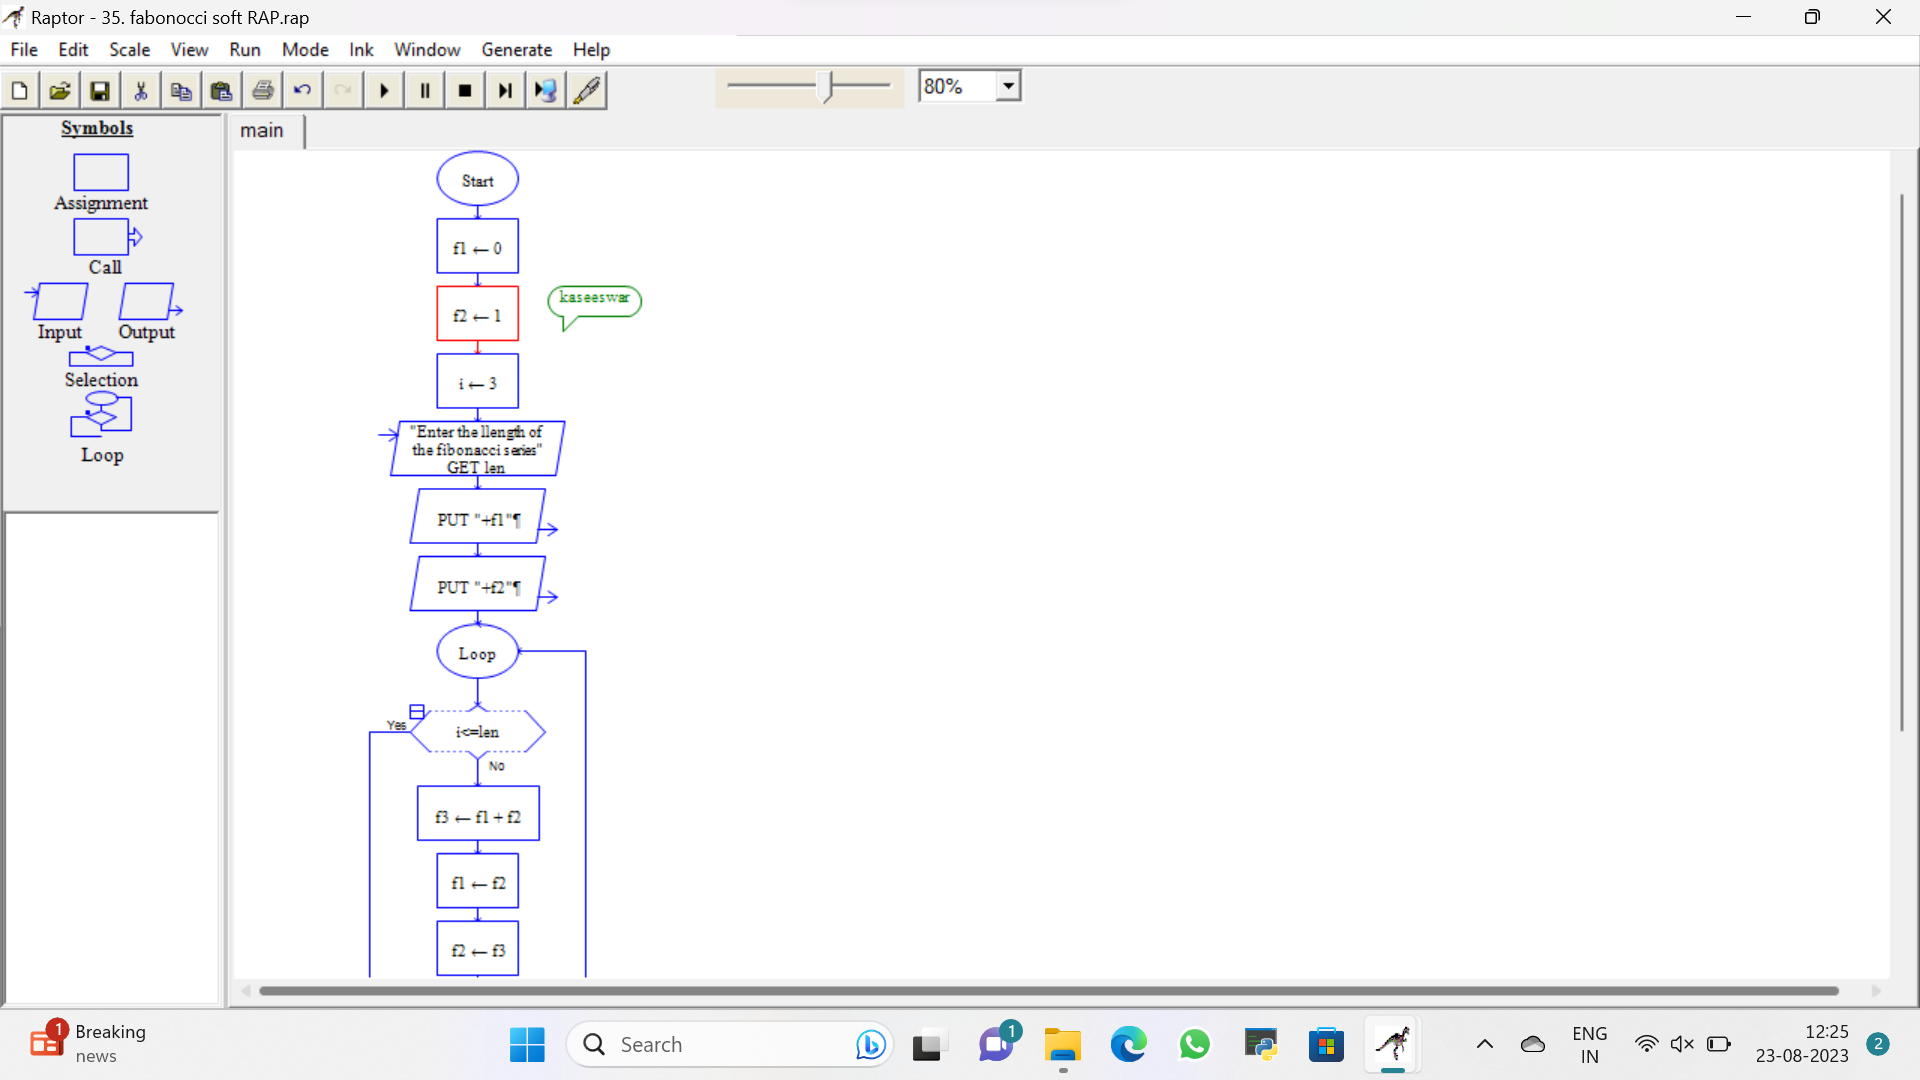 Raptor - 35. fabonocci soft RAP.rap
File Edit Scale View Run Mode Ink Window Generate Help
80%
Symbols
Assignment
Call
Input Output
Selection
Loop
main
Start
f1 ← 0
f2 ← 1
kaseeswar
i ← 3
"Enter the llength of
the fibonacci series"
GET len
PUT "+f1"¶
PUT "+f2"¶
Loop
i<=len
Yes
No
f3 ← f1 + f2
f1 ← f2
f2 ← f3
1
Breaking
news
Search
1
ENG
IN
12:25
23-08-2023
2